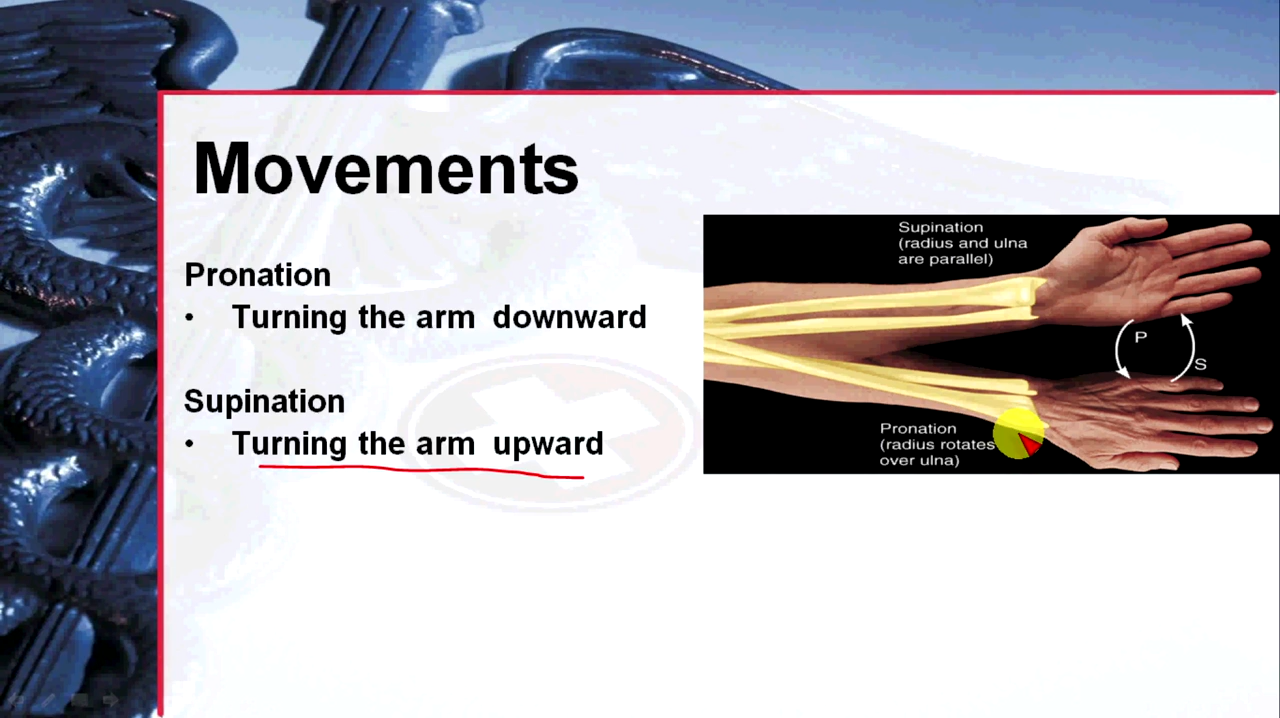 Movements
Pronation
• Turning the arm downward
Supination
• Turning the arm upward
Supination
(radius and ulna
are parallel)
P
S
Pronation
(radius rotates
over ulna)